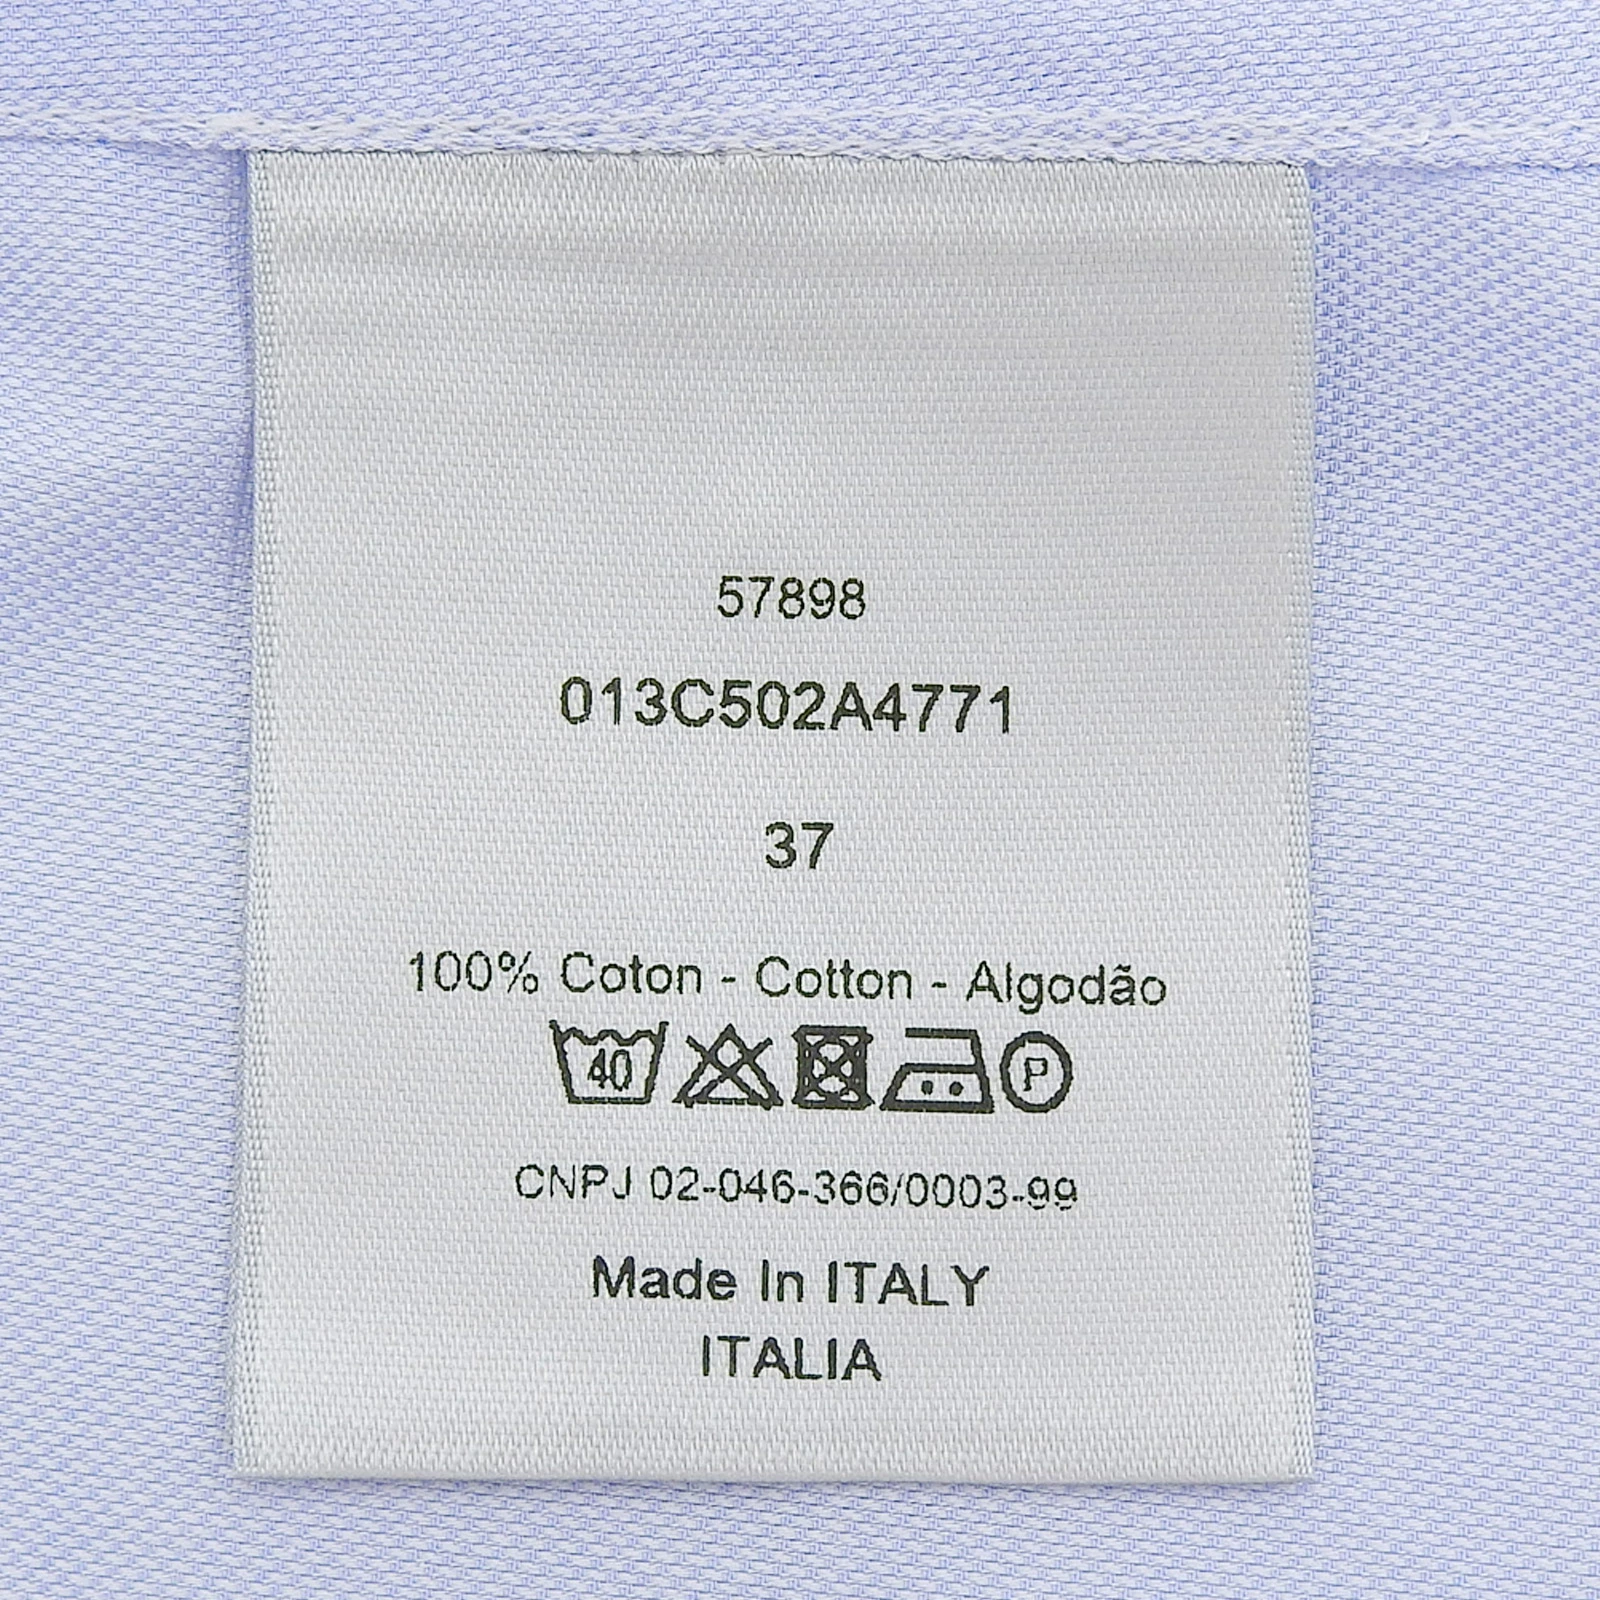 57898
013C502A4771
37
100% Coton - Cotton - Algodão
40 P
CNPJ 02-046-366/0003-99
Made In ITALY
ITALIA